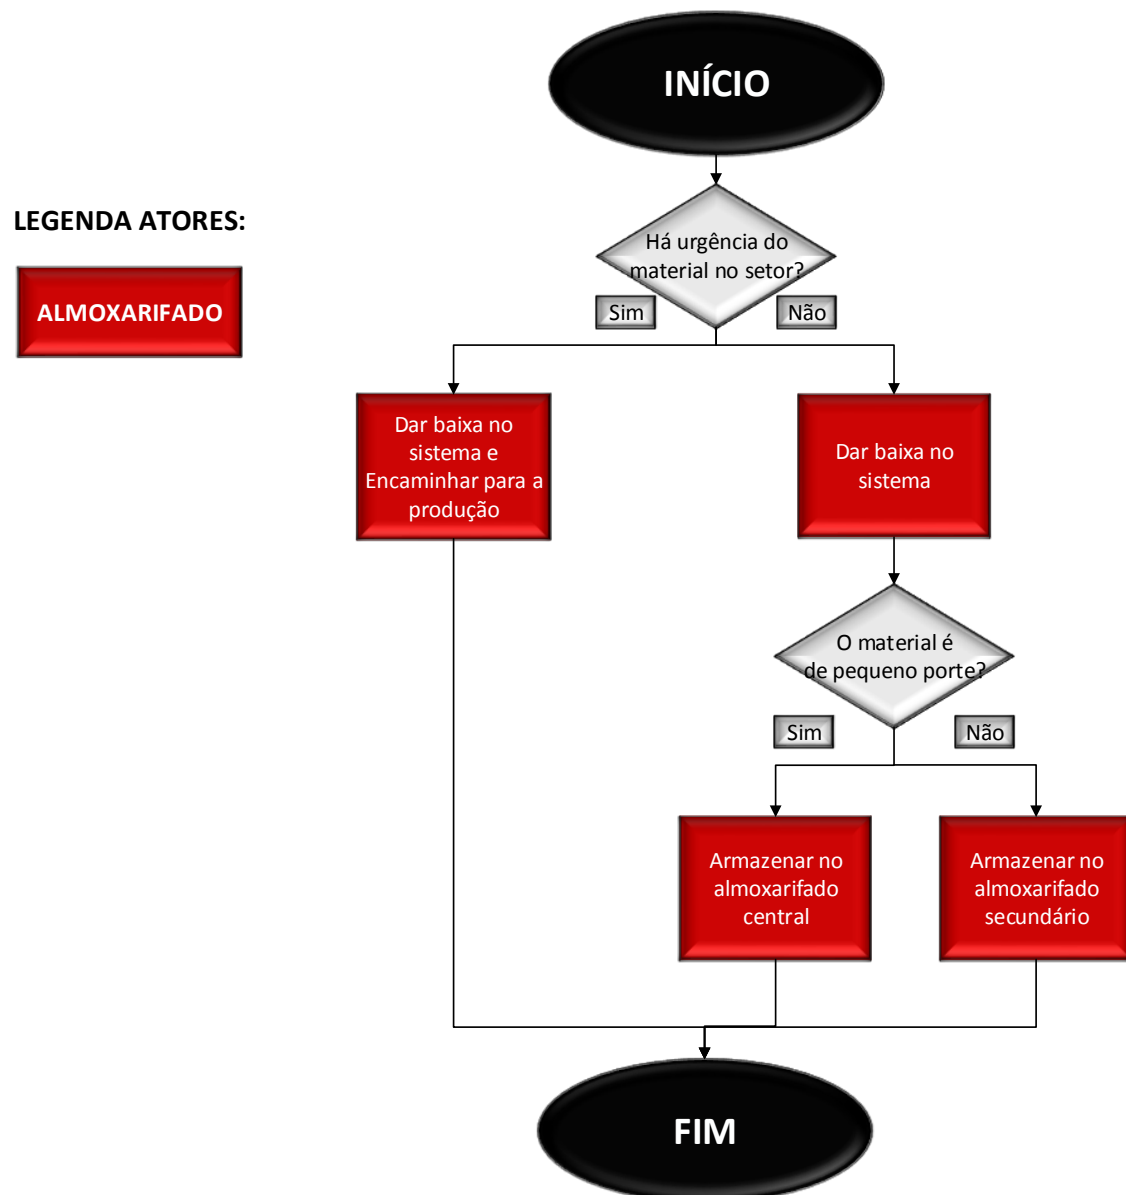 INÍCIO
LEGENDA ATORES:
ALMOXARIFADO
Há urgência do
material no setor?
Sim
Não
Dar baixa no
sistema e
Encaminhar para a
produção
Dar baixa no
sistema
O material é
de pequeno porte?
Sim
Não
Armazenar no
almoxarifado
central
Armazenar no
almoxarifado
secundário
FIM